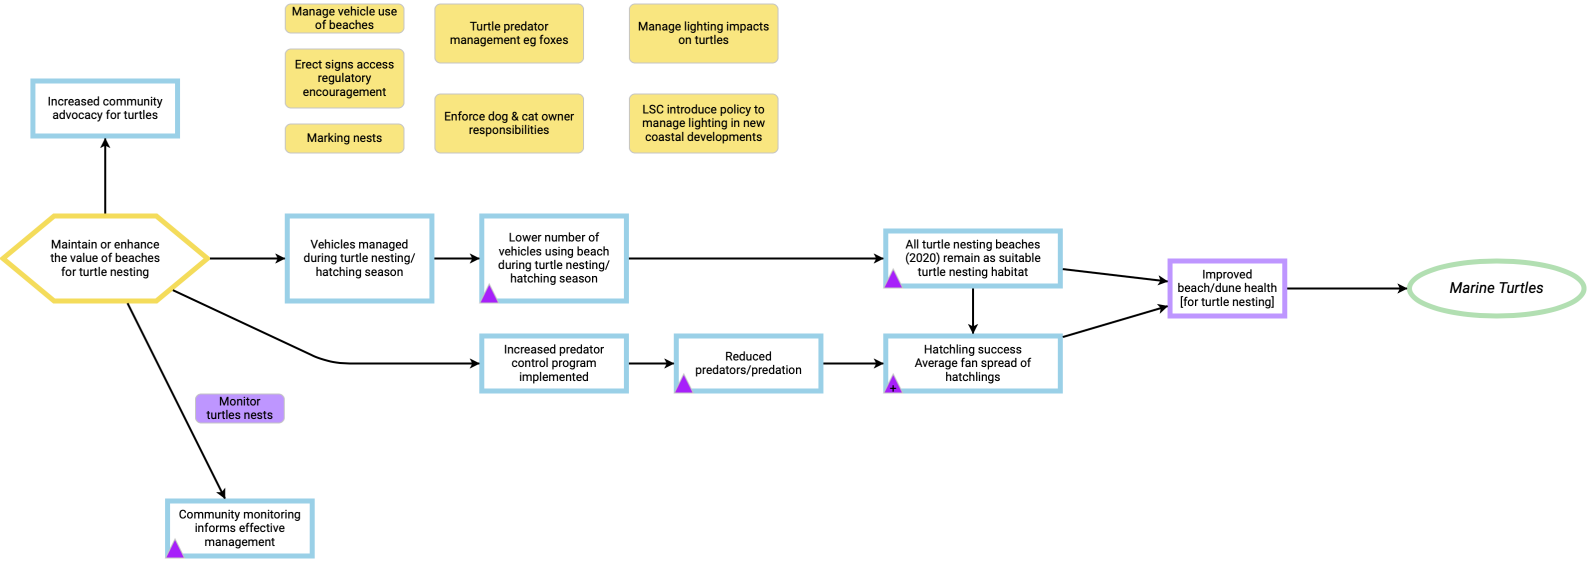 Manage vehicle use
of beaches
Erect signs access
regulatory
encouragement
Marking nests
Turtle predator
management eg foxes
Enforce dog & cat owner
responsibilities
Manage lighting impacts
on turtles
LSC introduce policy to
manage lighting in new
coastal developments
Increased community
advocacy for turtles
Maintain or enhance
the value of beaches
for turtle nesting
Vehicles managed
during turtle nesting/
hatching season
Lower number of
vehicles using beach
during turtle nesting/
hatching season
All turtle nesting beaches
(2020) remain as suitable
turtle nesting habitat
Improved
beach/dune health
[for turtle nesting]
Marine Turtles
Increased predator
control program
implemented
Reduced
predators/predation
Hatchling success
Average fan spread of
hatchlings
+
Monitor
turtles nests
Community monitoring
informs effective
management